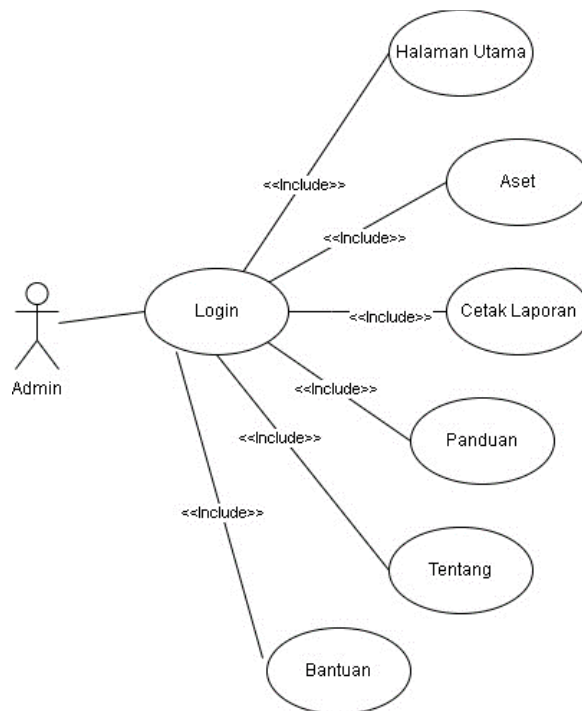 Halaman Utama
<<Include>>
Aset
<<Include>>
Login
<<Include>>
Cetak Laporan
Admin
<<Include>>
Panduan
<<Include>>
Tentang
<<Include>>
Bantuan